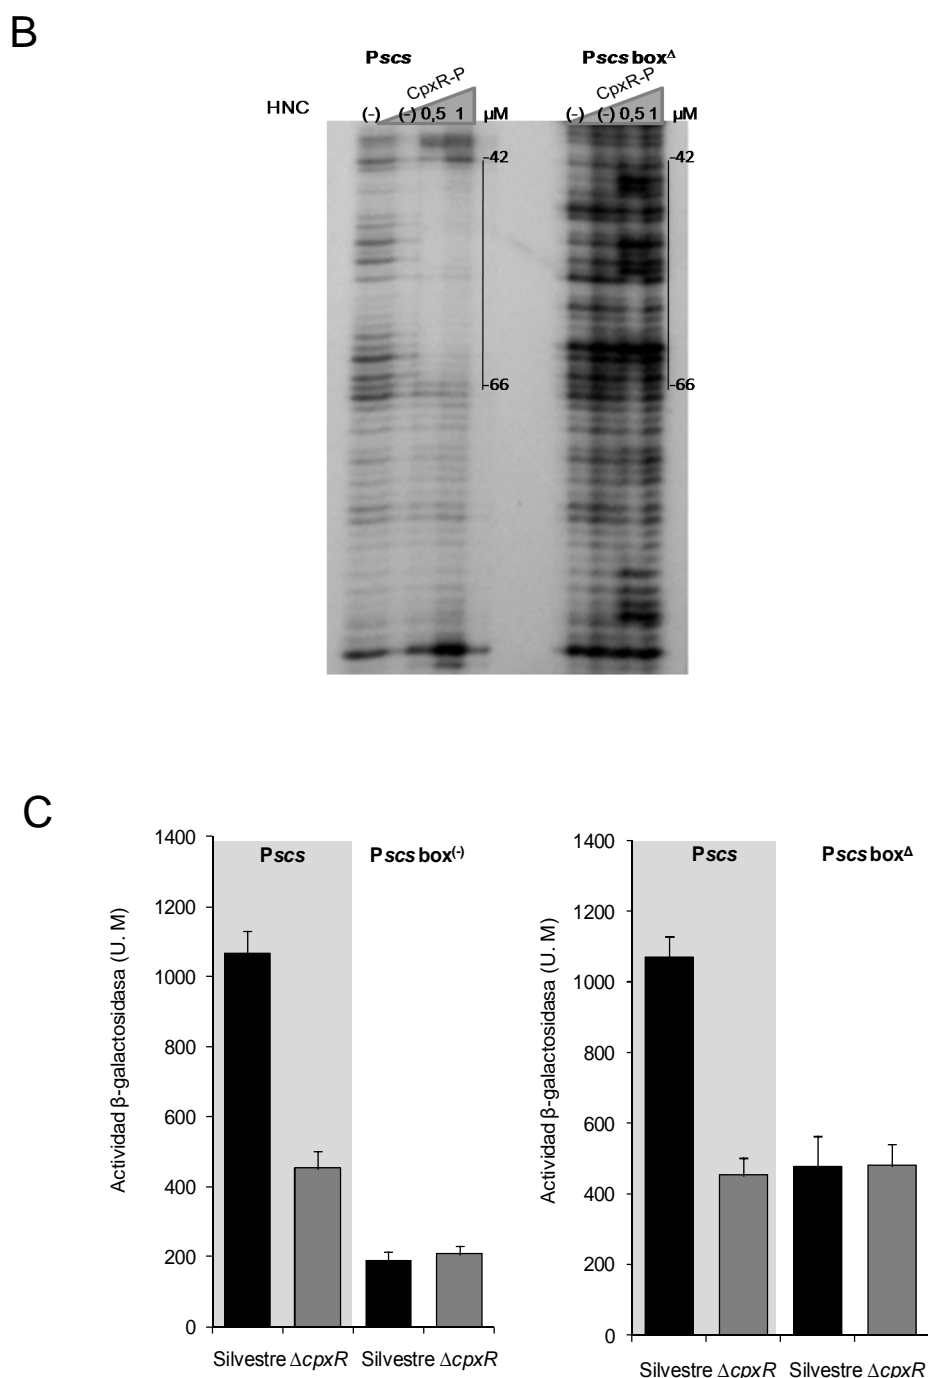 B
Pscs
Pscs box^Δ
CpxR-P
CpxR-P
HNC
(-) (-) 0,5 1 µM
(-) (-) 0,5 1 µM
-42
-42
-66
-66
C
1400
1200
1000
800
600
400
200
0
Actividad β-galactosidasa (U. M)
Pscs
Pscs box(-)
Silvestre ΔcpxR Silvestre ΔcpxR
1400
1200
1000
800
600
400
200
0
Actividad β-galactosidasa (U. M)
Pscs
Pscs box^Δ
Silvestre ΔcpxR Silvestre ΔcpxR